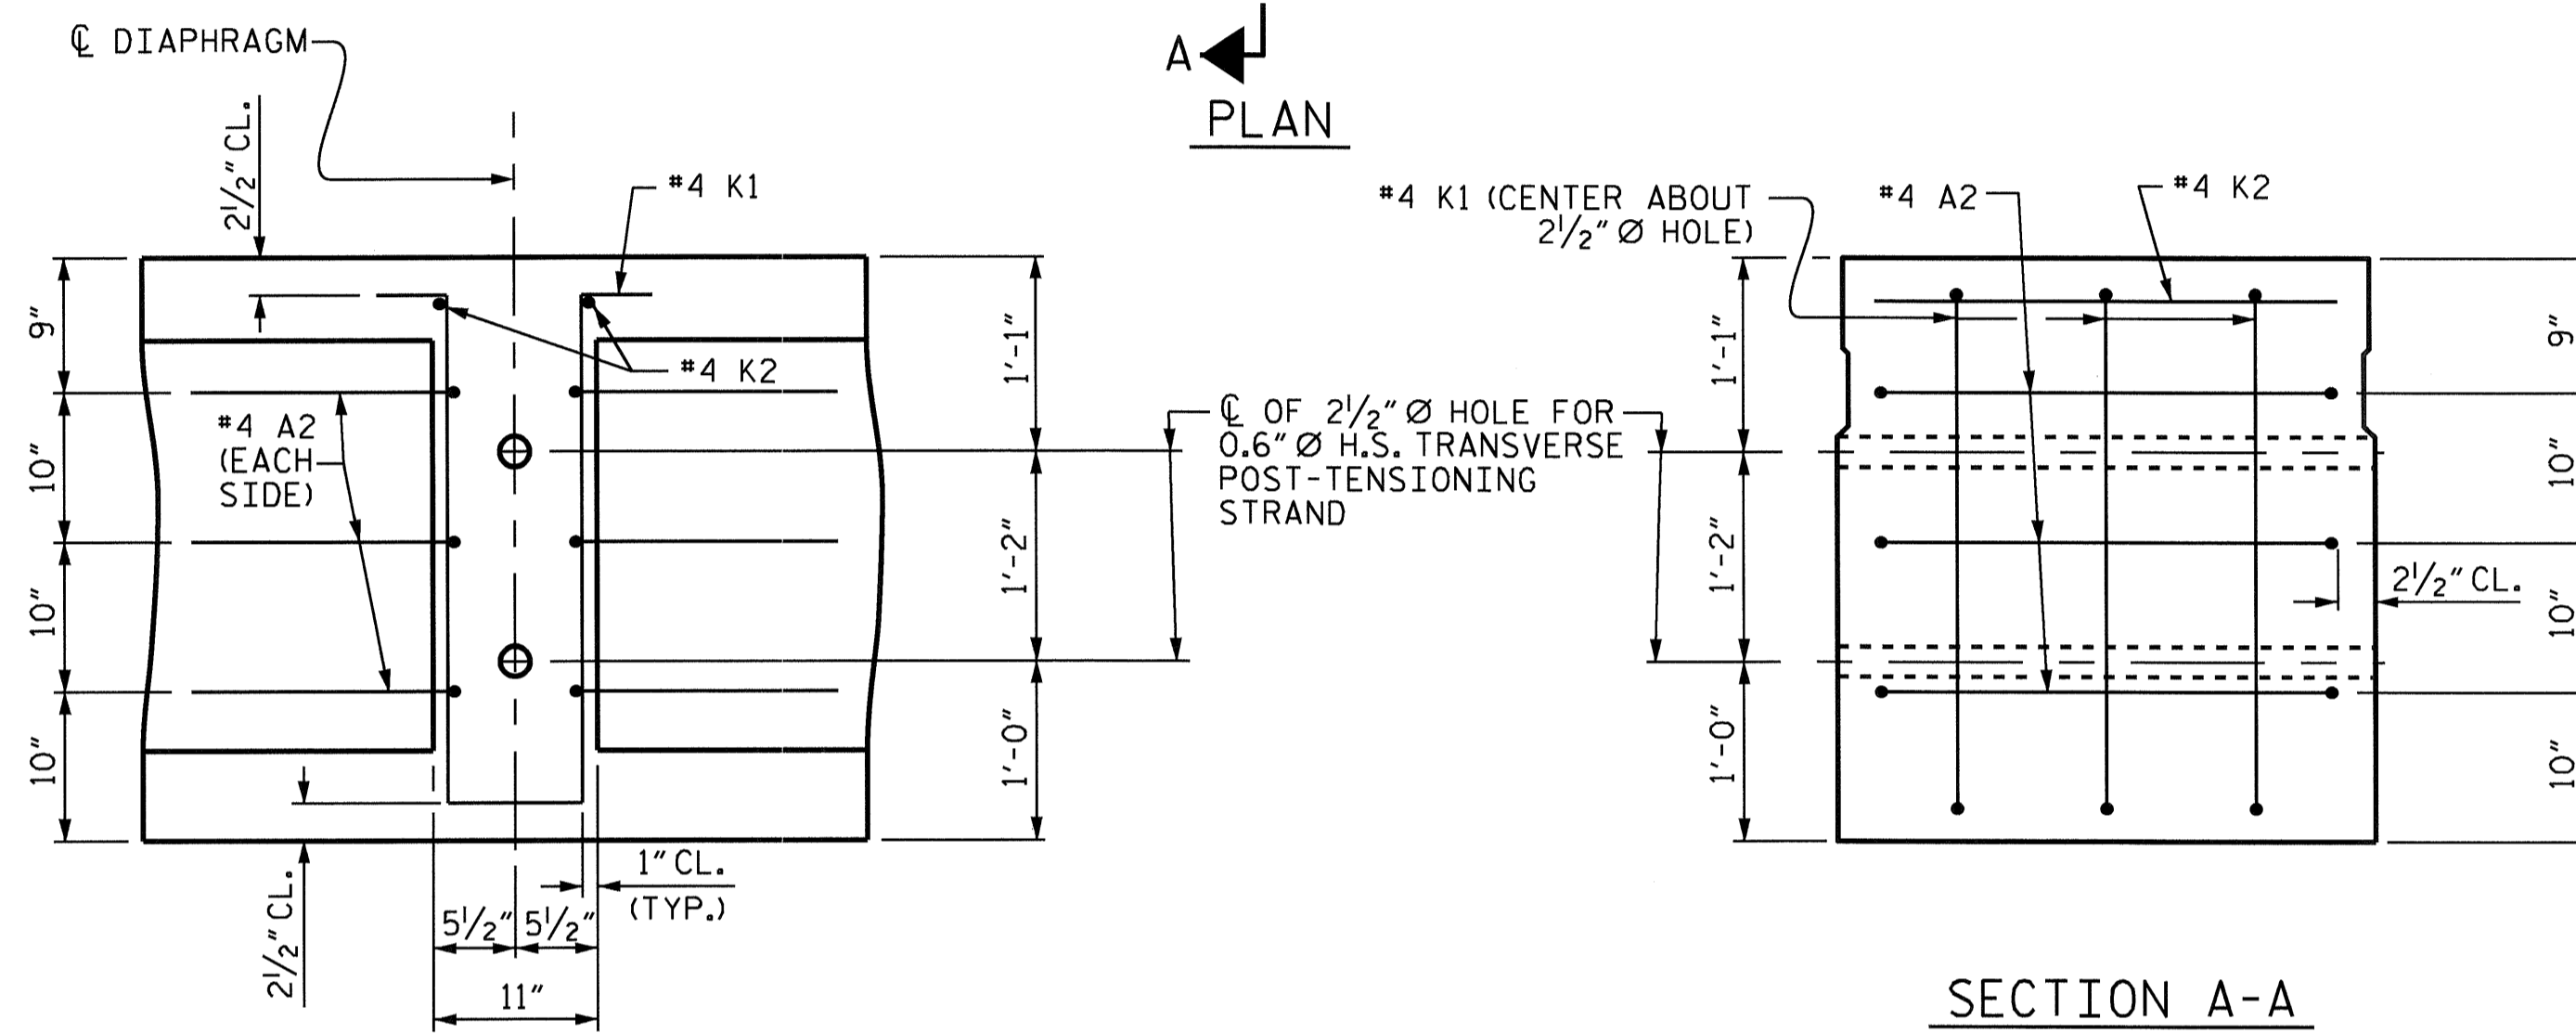 ℄ DIAPHRAGM
A
PLAN
2½" CL.
#4 K1
#4 K2
9"
10"
10"
10"
#4 A2
(EACH
SIDE)
1'-1"
1'-2"
1'-0"
2½" CL.
1" CL.
(TYP.)
5½"
5½"
11"
℄ OF 2½" Ø HOLE FOR
0.6" Ø H.S. TRANSVERSE
POST-TENSIONING
STRAND
#4 K1 (CENTER ABOUT
2½" Ø HOLE)
#4 A2
#4 K2
1'-1"
1'-2"
1'-0"
9"
10"
10"
10"
2½" CL.
SECTION A-A